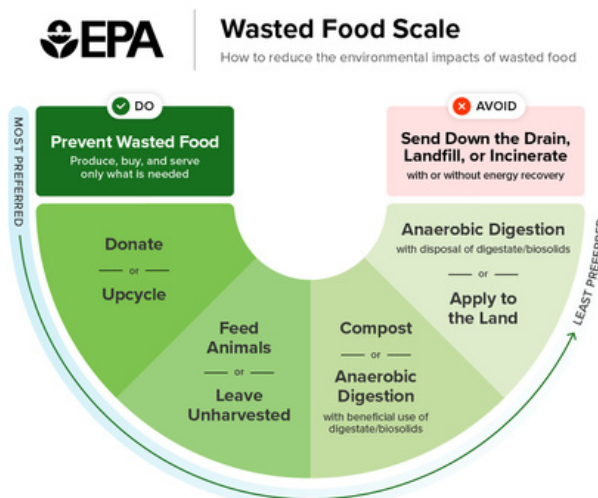 EPA
Wasted Food Scale
How to reduce the environmental impacts of wasted food
DO
Prevent Wasted Food
Produce, buy, and serve
only what is needed
AVOID
Send Down the Drain,
Landfill, or Incinerate
with or without energy recovery
MOST PREFERRED
Donate
or
Upcycle
Feed
Animals
or
Leave
Unharvested
Compost
or
Anaerobic
Digestion
with beneficial use of
digestate/biosolids
Anaerobic Digestion
with disposal of digestate/biosolids
or
Apply to
the Land
LEAST PREFERRED